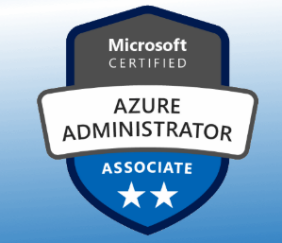 Microsoft
CERTIFIED
AZURE
ADMINISTRATOR
ASSOCIATE